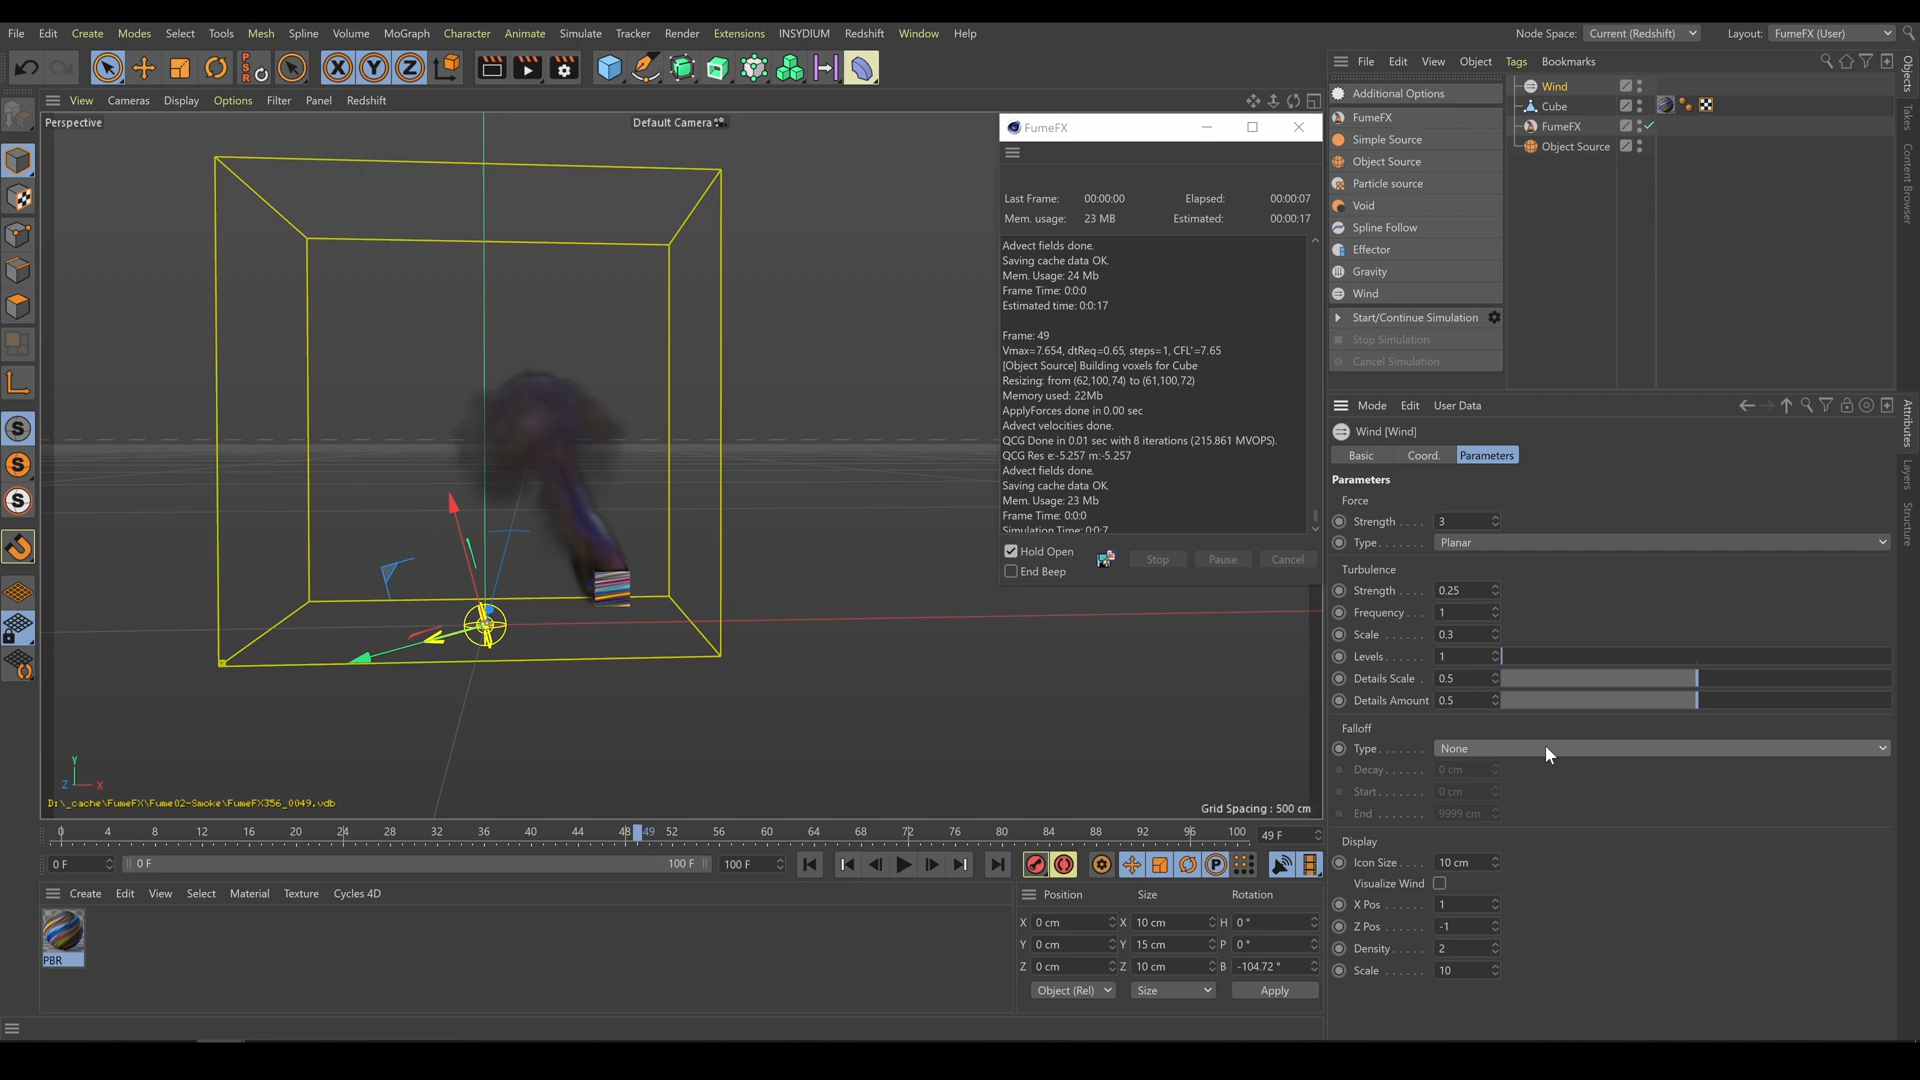 File Edit Create Modes Select Tools Mesh Spline Volume MoGraph Character Animate Simulate Tracker Render Redshift Extensions INSYDIUM Window Help
Node Space: Current (Redshift) Layout: FumeFX (User)
View Cameras Display Options Filter Panel Redshift
File Edit View Object Tags Bookmarks
Perspective
Default Camera
FumeFX
Last Frame: 00:00:00 Elapsed: 00:00:07
Mem. usage: 23 MB Estimated: 00:00:17
Advect fields done.
Saving cache data OK.
Mem. Usage: 24 Mb
Frame Time: 0:0:0
Estimated time: 0:0:17
Frame: 49
Vmax=7.654, dtReq=0.65, steps=1, CFL'=7.65
[Object Source] Building voxels for Cube
Resizing: from (62,100,74) to (61,100,72)
Memory used: 22Mb
ApplyForces done in 0.00 sec
Advect velocities done.
QCG Done in 0.01 sec with 8 iterations (215.861 MVOPS).
QCG Res e:-5.257 m:-5.257
Advect fields done.
Saving cache data OK.
Mem. Usage: 23 Mb
Frame Time: 0:0:0
Simulation Time: 0:0:7
Hold Open
End Beep
Stop Pause Cancel
Additional Options
FumeFX
Simple Source
Object Source
Particle source
Void
Spline Follow
Effector
Gravity
Wind
Start/Continue Simulation
Stop Simulation
Cancel Simulation
Wind
Cube
FumeFX
Object Source
Objects
Takes
Content Browser
Attributes
Layers
Structure
Mode Edit User Data
Wind [Wind]
Basic Coord. Parameters
Parameters
Force
Strength . . . . 3
Type . . . . . . . Planar
Turbulence
Strength . . . . 0.25
Frequency . . 1
Scale . . . . . . 0.3
Levels . . . . . 1
Details Scale . 0.5
Details Amount 0.5
Falloff
Type . . . . . . . None
Decay . . . . . . 0 cm
Start . . . . . . . 0 cm
End . . . . . . . 9999 cm
Display
Icon Size . . . . 10 cm
Visualize Wind
X Pos . . . . . . 1
Z Pos . . . . . . -1
Density . . . . . 2
Scale . . . . . . 10
PSR
X Y Z
S
S
S
Y
Z X
D:\_cache\FumeFX\Fume02-Smoke\FumeFX356_0049.vdb
Grid Spacing : 500 cm
0 4 8 12 16 20 24 28 32 36 40 44 48 49 52 56 60 64 68 72 76 80 84 88 92 96 100 49 F
0 F 0 F 100 F 100 F
P
Create Edit View Select Material Texture Cycles 4D
PBR
Position Size Rotation
X 0 cm X 10 cm H 0 °
Y 0 cm Y 15 cm P 0 °
Z 0 cm Z 10 cm B -104.72 °
Object (Rel) Size Apply